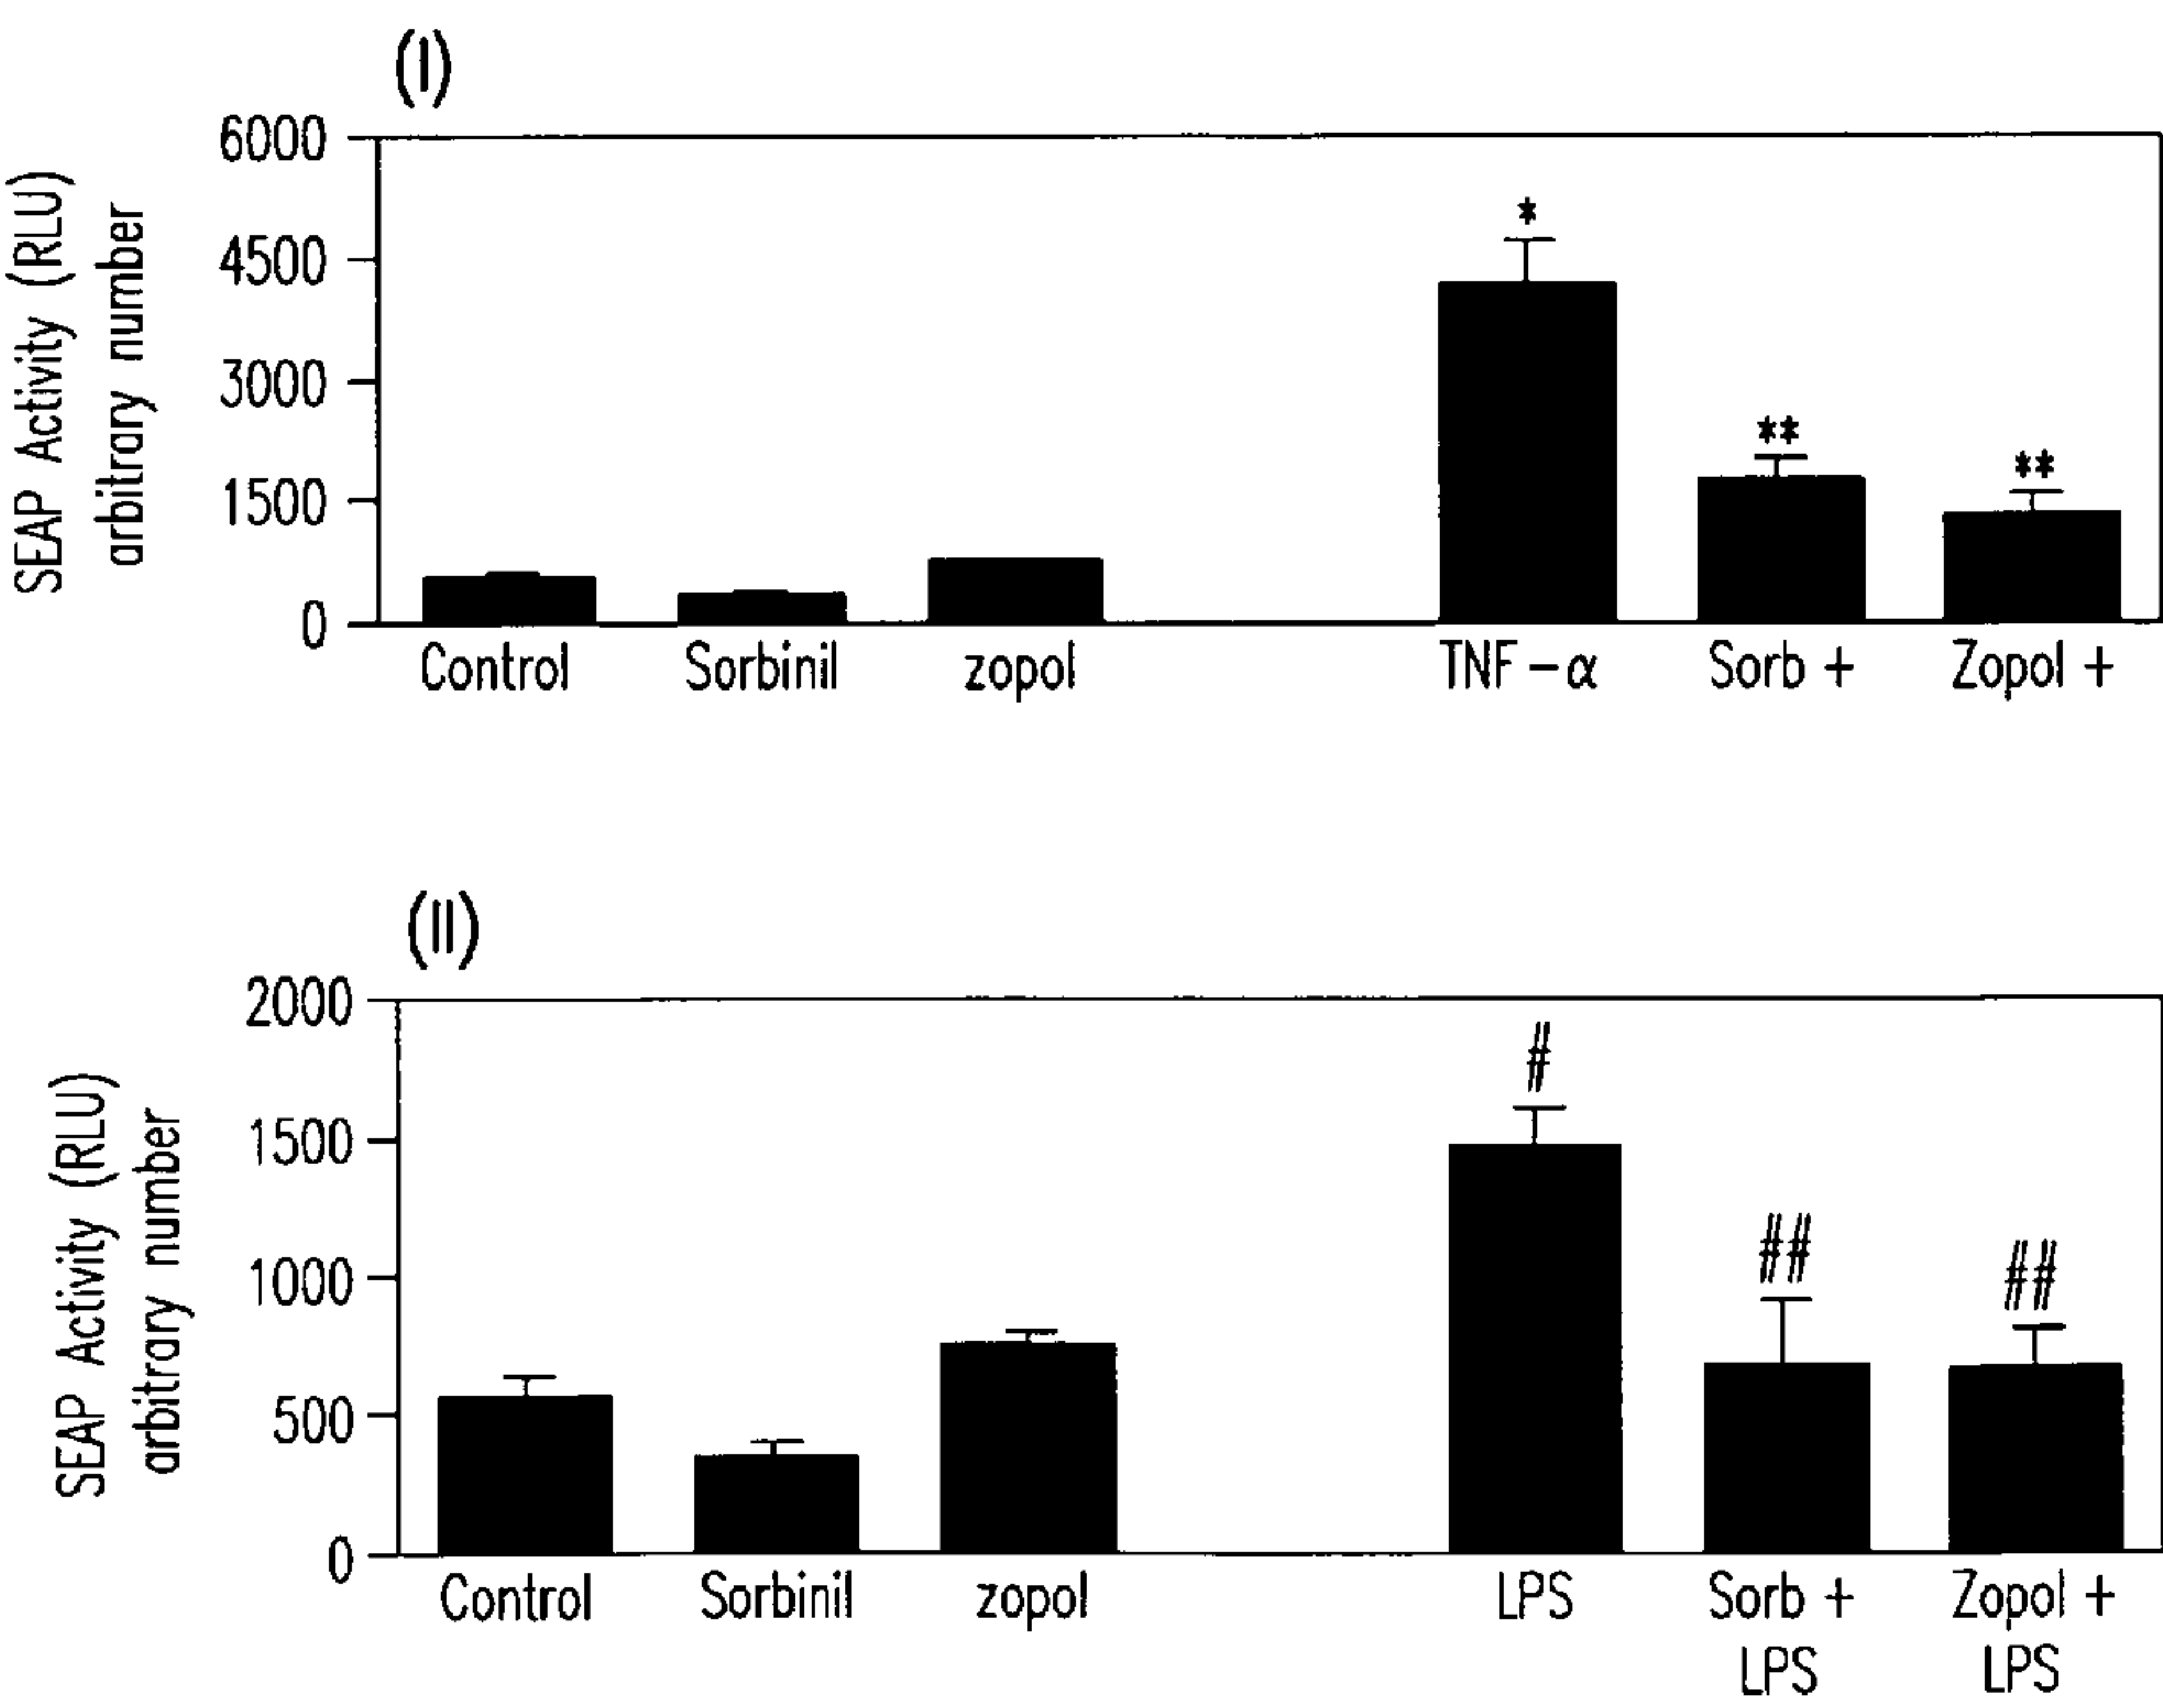 (I)
6000
4500
3000
1500
0
SEAP Activity (RLU)
arbitrary number
*
**
**
Control Sorbinil zopol TNF-α Sorb + Zopol +
(II)
2000
1500
1000
500
0
SEAP Activity (RLU)
arbitrary number
#
##
##
Control Sorbinil zopol LPS Sorb + Zopol +
LPS LPS